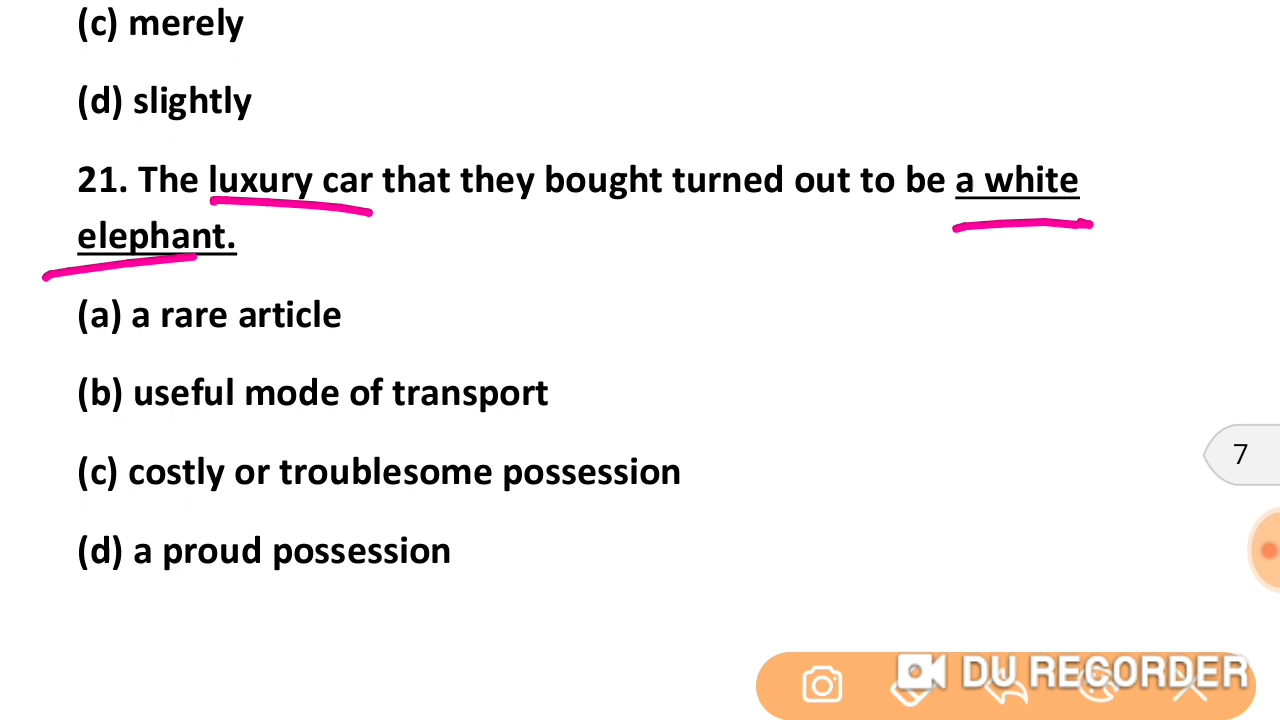 (c) merely
(d) slightly
21. The luxury car that they bought turned out to be a white
elephant.
(a) a rare article
(b) useful mode of transport
(c) costly or troublesome possession
7
(d) a proud possession
DU RECORDER